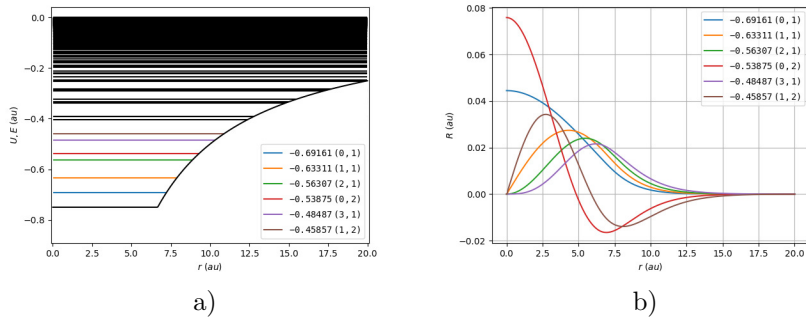 0.0
−0.2
−0.4
−0.6
−0.8
U, E (au)
0.0 2.5 5.0 7.5 10.0 12.5 15.0 17.5 20.0
r (au)
−0.69161 (0,1)
−0.63311 (1,1)
−0.56307 (2,1)
−0.53875 (0,2)
−0.48487 (3,1)
−0.45857 (1,2)
a)
0.08
0.06
0.04
0.02
0.00
−0.02
R (au)
0.0 2.5 5.0 7.5 10.0 12.5 15.0 17.5 20.0
r (au)
−0.69161 (0,1)
−0.63311 (1,1)
−0.56307 (2,1)
−0.53875 (0,2)
−0.48487 (3,1)
−0.45857 (1,2)
b)